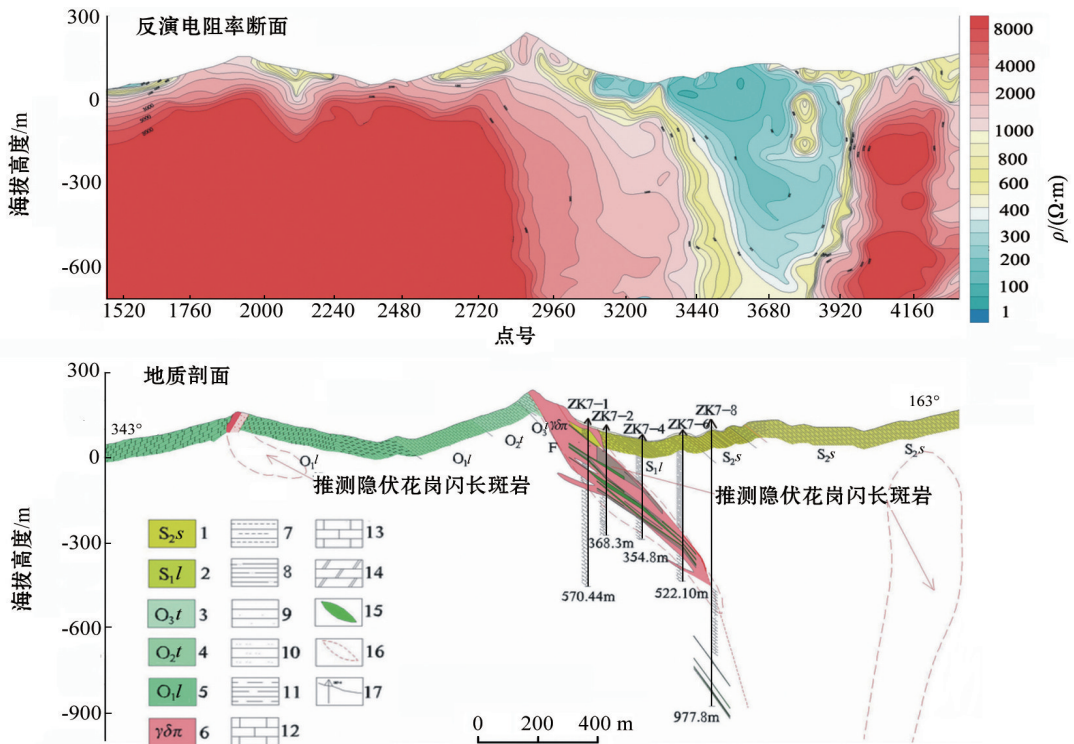 反演电阻率断面
海拔高度/m
300
0
-300
-600
1520 1760 2000 2240 2480 2720 2960 3200 3440 3680 3920 4160
点号
8000
4000
2000
1000
800
600
400
300
200
100
1
ρ/(Ω·m)
地质剖面
海拔高度/m
300
0
-300
-600
-900
343°
163°
O₁l
O₁l
O₂t
O₃t
γδπ
F
S₁l
S₂s
S₂s
S₂s
ZK7-1
ZK7-2
ZK7-4
ZK7-6
ZK7-8
推测隐伏花岗闪长斑岩
推测隐伏花岗闪长斑岩
368.3m
354.8m
570.44m
522.10m
977.8m
S₂s 1
S₁l 2
O₃t 3
O₂t 4
O₁l 5
γδπ 6
7
8
9
10
11
12
13
14
15
16
17
0 200 400 m